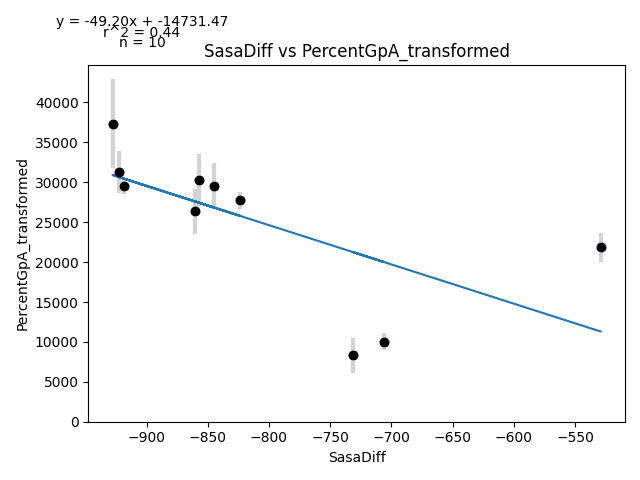 y = -49.20x + -14731.47
r^2 = 0.44
n = 10
SasaDiff vs PercentGpA_transformed
40000
35000
30000
25000
20000
15000
10000
5000
0
PercentGpA_transformed
−900 −850 −800 −750 −700 −650 −600 −550
SasaDiff